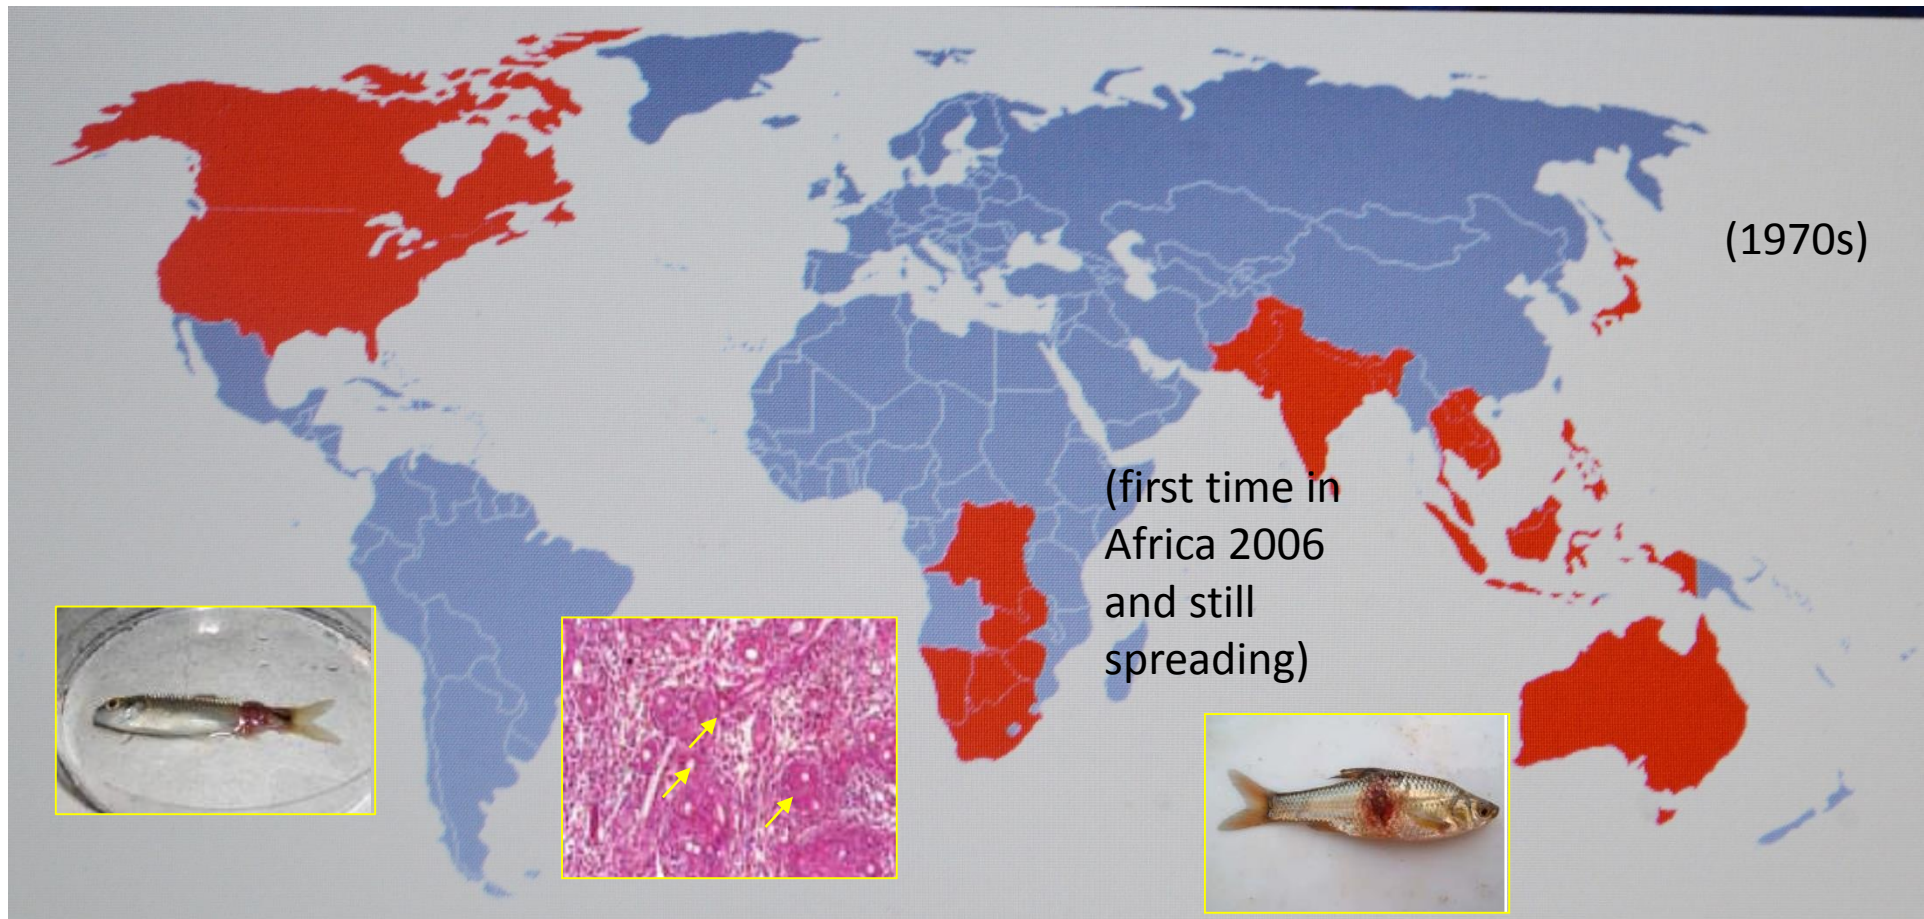 (1970s)
(first time in
Africa 2006
and still
spreading)